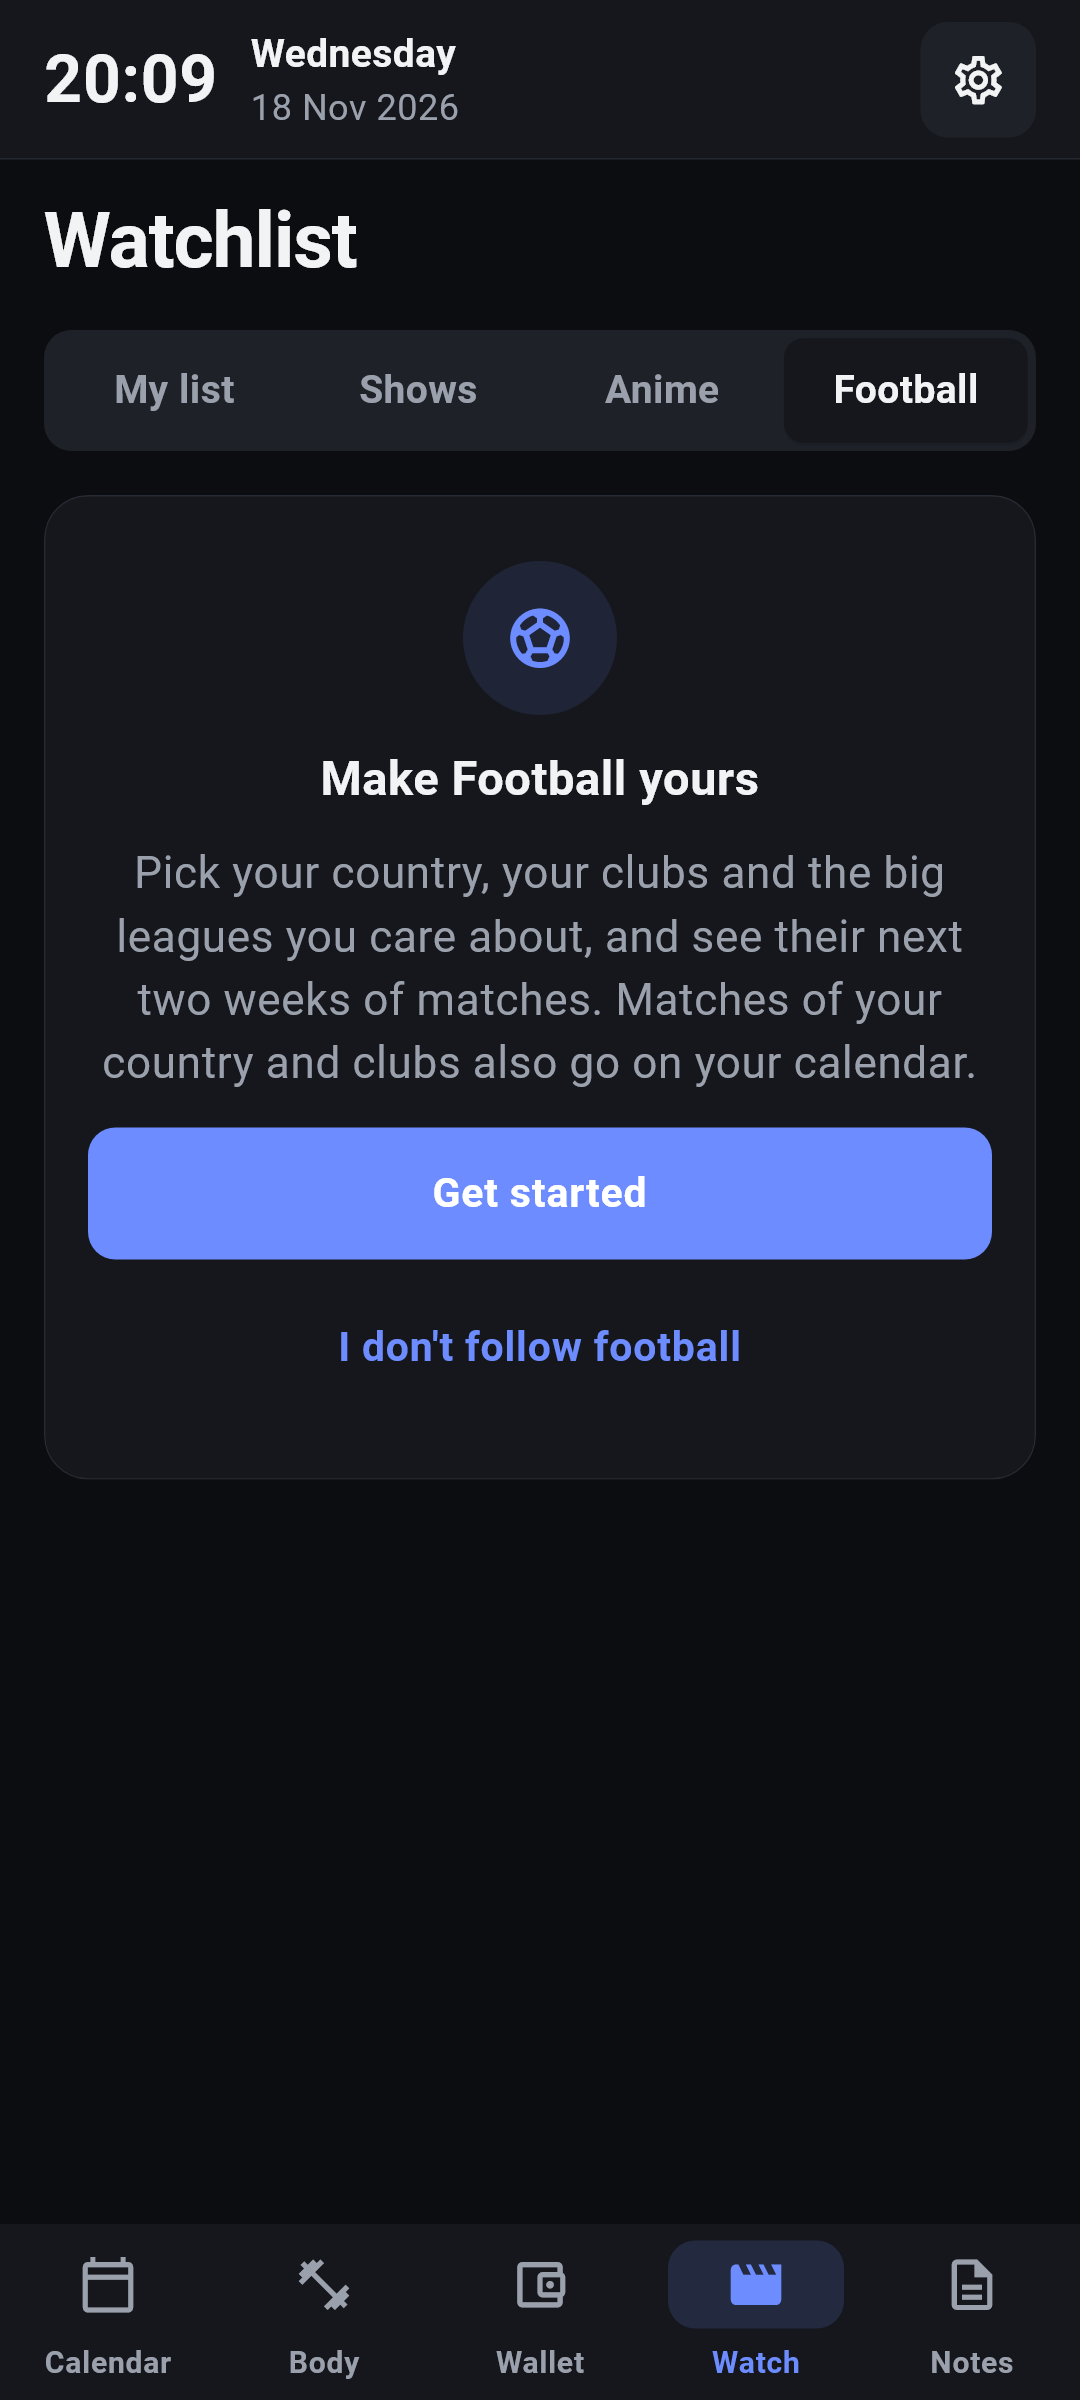 20:09
Wednesday
18 Nov 2026
Watchlist
My list
Shows
Anime
Football
Make Football yours
Pick your country, your clubs and the big
leagues you care about, and see their next
two weeks of matches. Matches of your
country and clubs also go on your calendar.
Get started
I don't follow football
Calendar
Body
Wallet
Watch
Notes